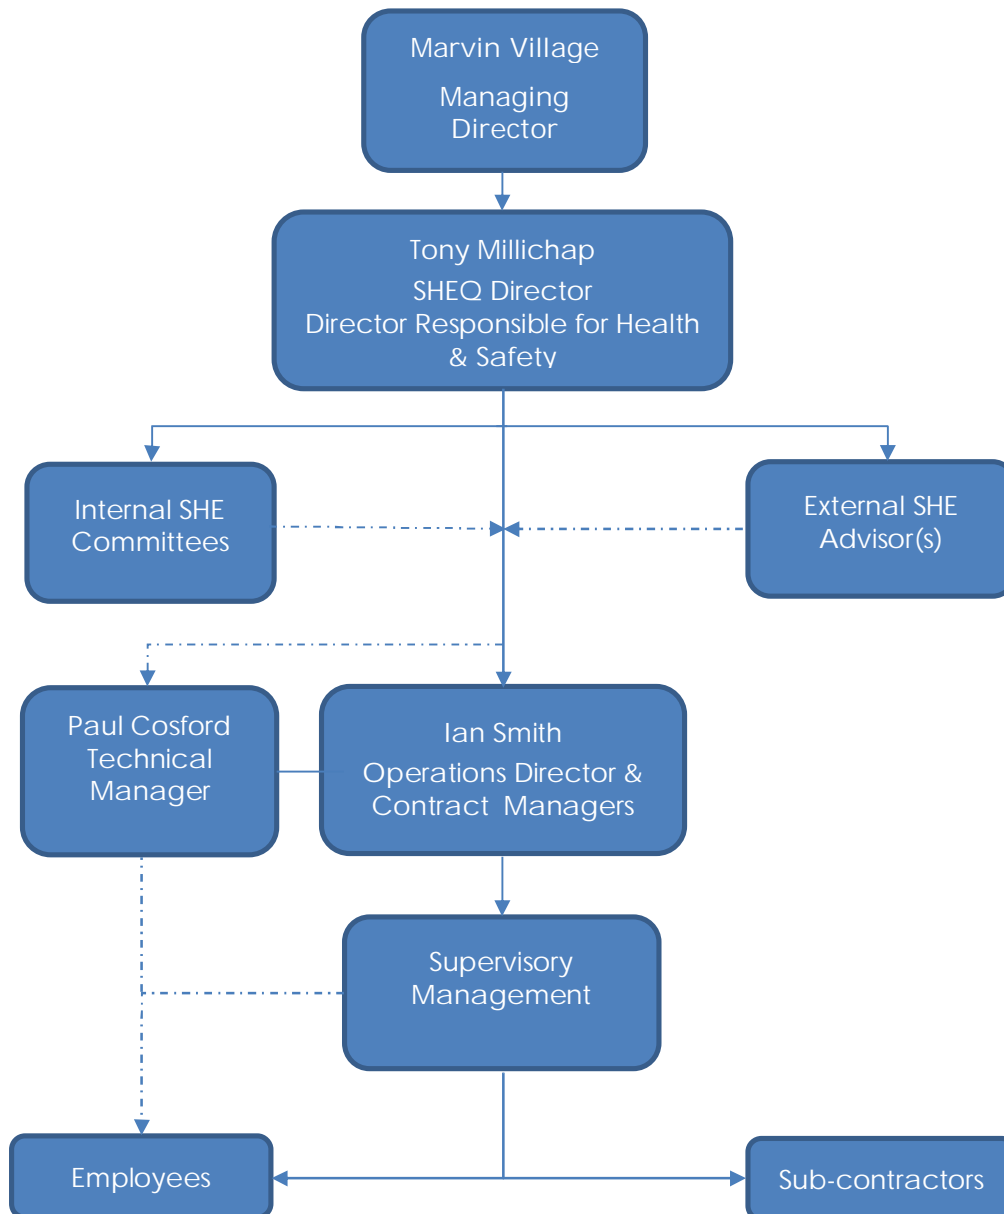 Marvin Village
Managing
Director
Tony Millichap
SHEQ Director
Director Responsible for Health
& Safety
Internal SHE
Committees
External SHE
Advisor(s)
Paul Cosford
Technical
Manager
Ian Smith
Operations Director &
Contract Managers
Supervisory
Management
Employees
Sub-contractors